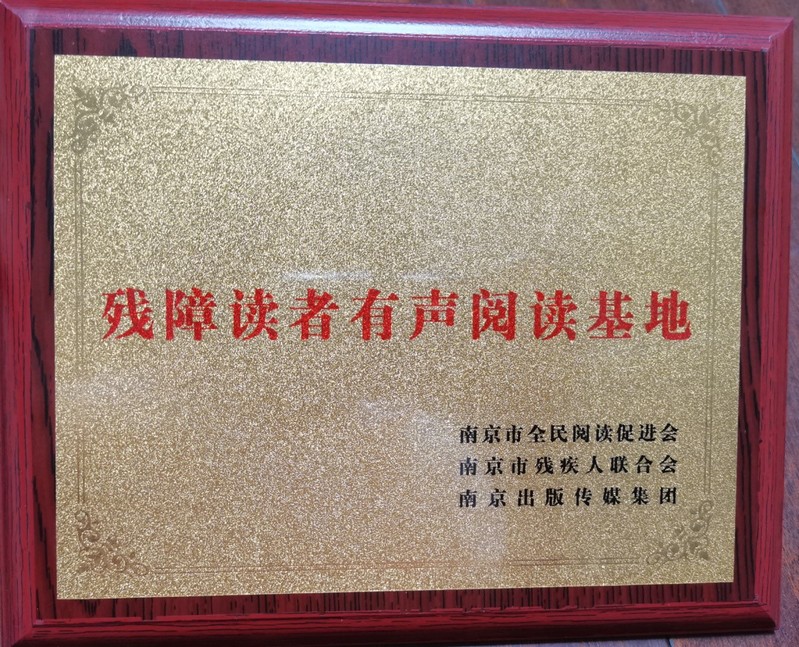 残障读者有声阅读基地
南京市全民阅读促进会
南京市残疾人联合会
南京出版传媒集团